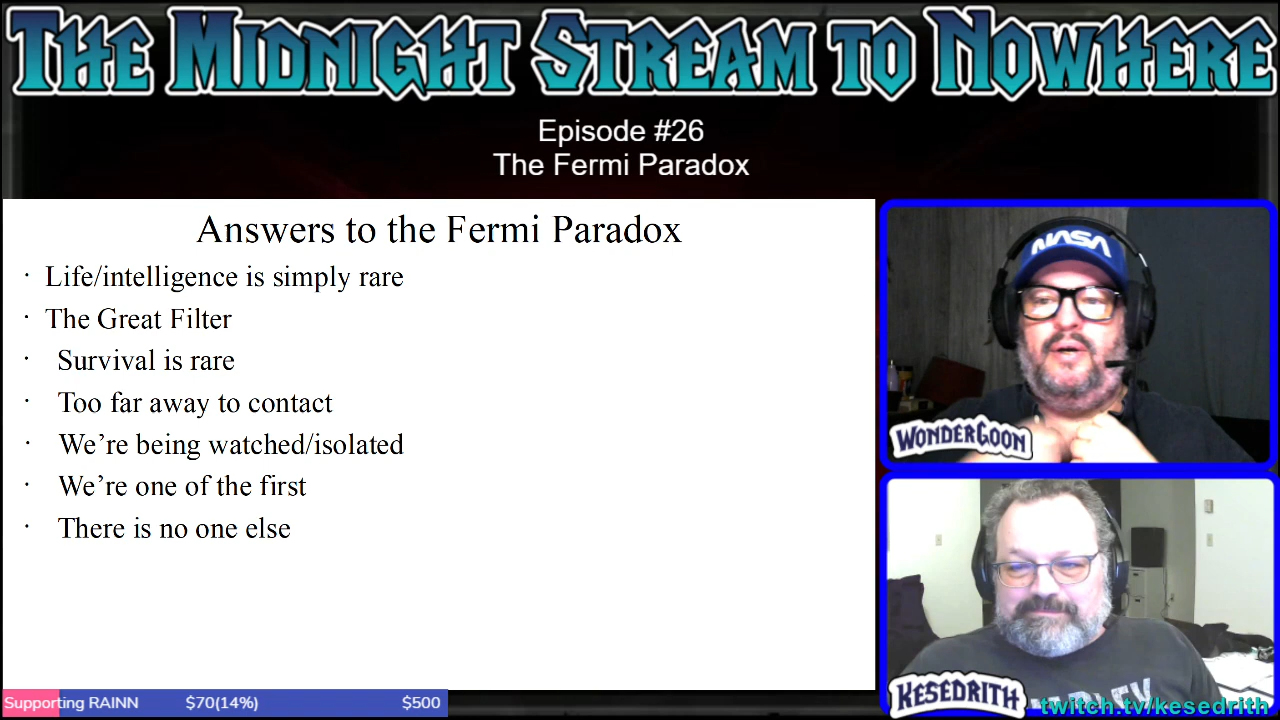 THE MIDNIGHT STREAM TO NOWHERE
Episode #26
The Fermi Paradox
Answers to the Fermi Paradox
· Life/intelligence is simply rare
· The Great Filter
· Survival is rare
· Too far away to contact
· We’re being watched/isolated
· We’re one of the first
· There is no one else
NASA
WONDERGOON
KESEDRITH
twitch.tv/kesedrith
Supporting RAINN $70(14%) $500